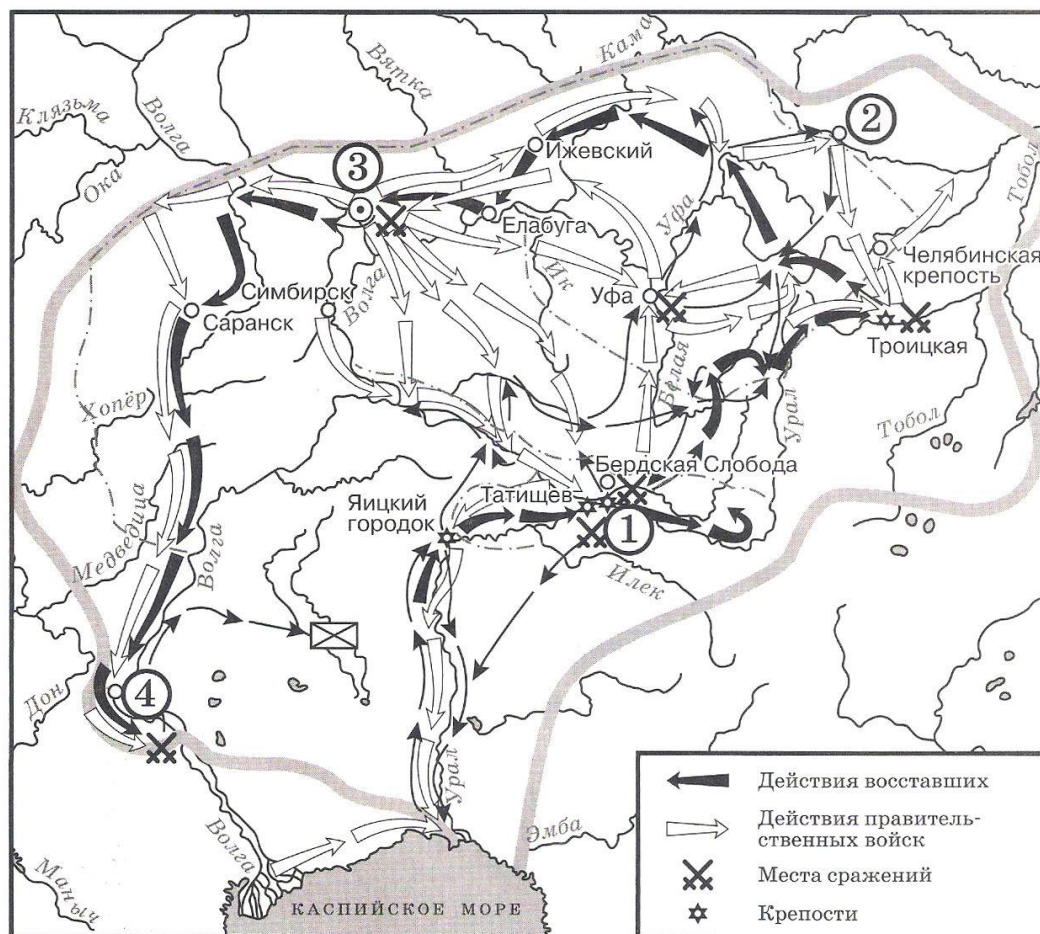 Клязьма
Волга
Вятка
Кама
2
Ока
3
Ижевский
Тобол
Елабуга
Уфа
Челябинская
крепость
Симбирск
Волга
Ик
Уфа
Саранск
Троицкая
Хопёр
Белая
Урал
Тобол
Бердская Слобода
Яицкий
городок
Татищев
1
Медведица
Волга
Илек
Дон
4
Урал
Эмба
Волга
Маныч
КАСПИЙСКОЕ МОРЕ
Действия восставших
Действия правитель-
ственных войск
Места сражений
Крепости